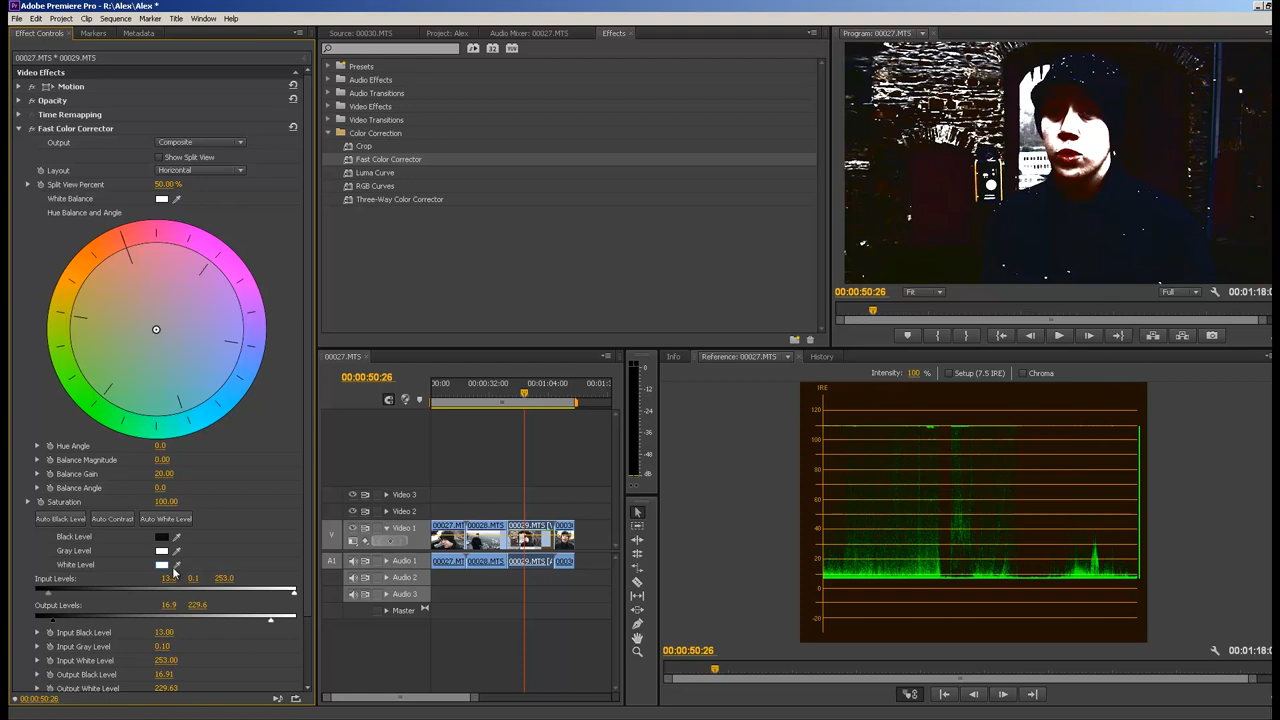 Adobe Premiere Pro - R:\Alex\Alex *
File Edit Project Clip Sequence Marker Title Window Help
Effect Controls Markers Metadata
00027.MTS * 00029.MTS
Video Effects
Motion
Opacity
Time Remapping
Fast Color Corrector
Output Composite
Show Split View
Layout Horizontal
Split View Percent 50.00 %
White Balance
Hue Balance and Angle
Hue Angle 0.0
Balance Magnitude 0.00
Balance Gain 20.00
Balance Angle 0.0
Saturation 100.00
Auto Black Level Auto Contrast Auto White Level
Black Level
Gray Level
White Level
Input Levels: 0.1 253.0
Output Levels: 16.9 229.6
Input Black Level 13.00
Input Gray Level 0.10
Input White Level 253.00
Output Black Level 16.91
Output White Level 229.63
00:00:50:26
Source: 00030.MTS Project: Alex Audio Mixer: 00027.MTS Effects
Presets
Audio Effects
Audio Transitions
Video Effects
Video Transitions
Color Correction
Crop
Fast Color Corrector
Luma Curve
RGB Curves
Three-Way Color Corrector
Program: 00027.MTS
00:00:50:26 Fit Full 00:01:18:0
00027.MTS
00:00:50:26
:00:00 00:00:32:00 00:01:04:00 00:01:3
Video 3
Video 2
V Video 1
00027.MT 00028.MTS 00029.MTS [V 0003
A1 Audio 1
00027.MT 00028.MTS 00029.MTS [A 0003
Audio 2
Audio 3
Master
0
-12
-24
-36
-48
dB
Info Reference: 00027.MTS History
Intensity: 100 % Setup (7.5 IRE) Chroma
IRE
120
100
80
60
40
20
0
-20
00:00:50:26 00:01:18:0